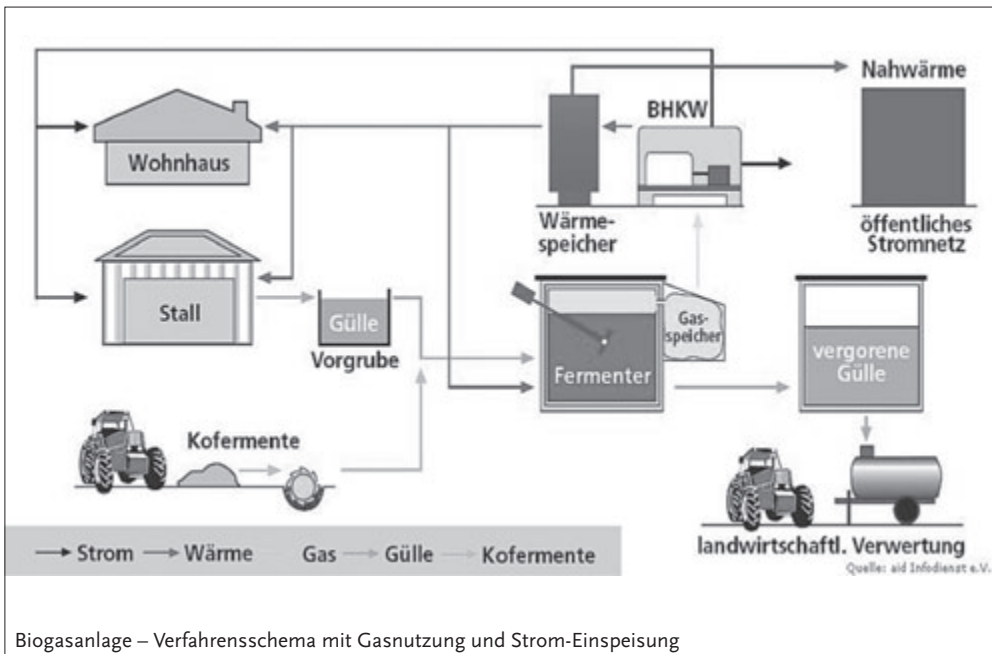 Nahwärme
BHKW
Wohnhaus
Wärme-
speicher
öffentliches
Stromnetz
Stall
Gülle
Vorgrube
Gas-
speicher
Fermenter
vergorene
Gülle
Kofermente
landwirtschaftl. Verwertung
Quelle: aid Infodienst e.V.
Strom Wärme Gas Gülle Kofermente
Biogasanlage – Verfahrensschema mit Gasnutzung und Strom-Einspeisung